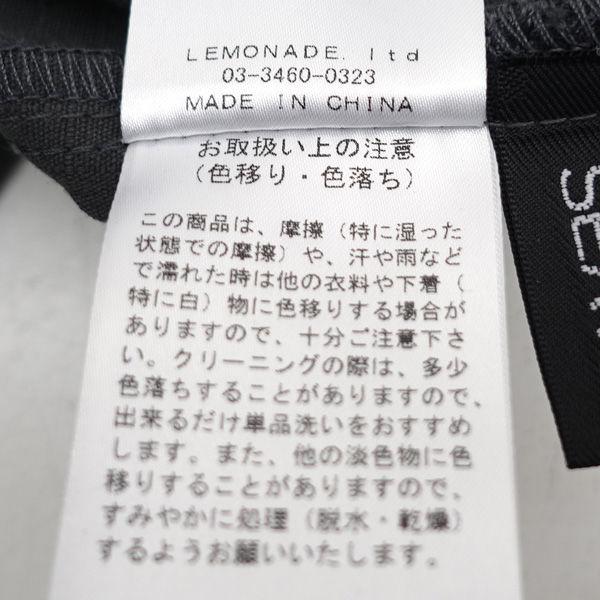 LEMONADE. ltd
03-3460-0323
MADE IN CHINA
お取扱い上の注意
(色移り・色落ち)
この商品は、摩擦(特に湿った
状態での摩擦)や、汗や雨など
で濡れた時は他の衣料や下着(
特に白)物に色移りする場合が
ありますので、十分ご注意下さ
い。クリーニングの際は、多少
色落ちすることがありますので、
出来るだけ単品洗いをおすすめ
します。また、他の淡色物に色
移りすることがありますので、
すみやかに処理(脱水・乾燥)
するようお願いいたします。